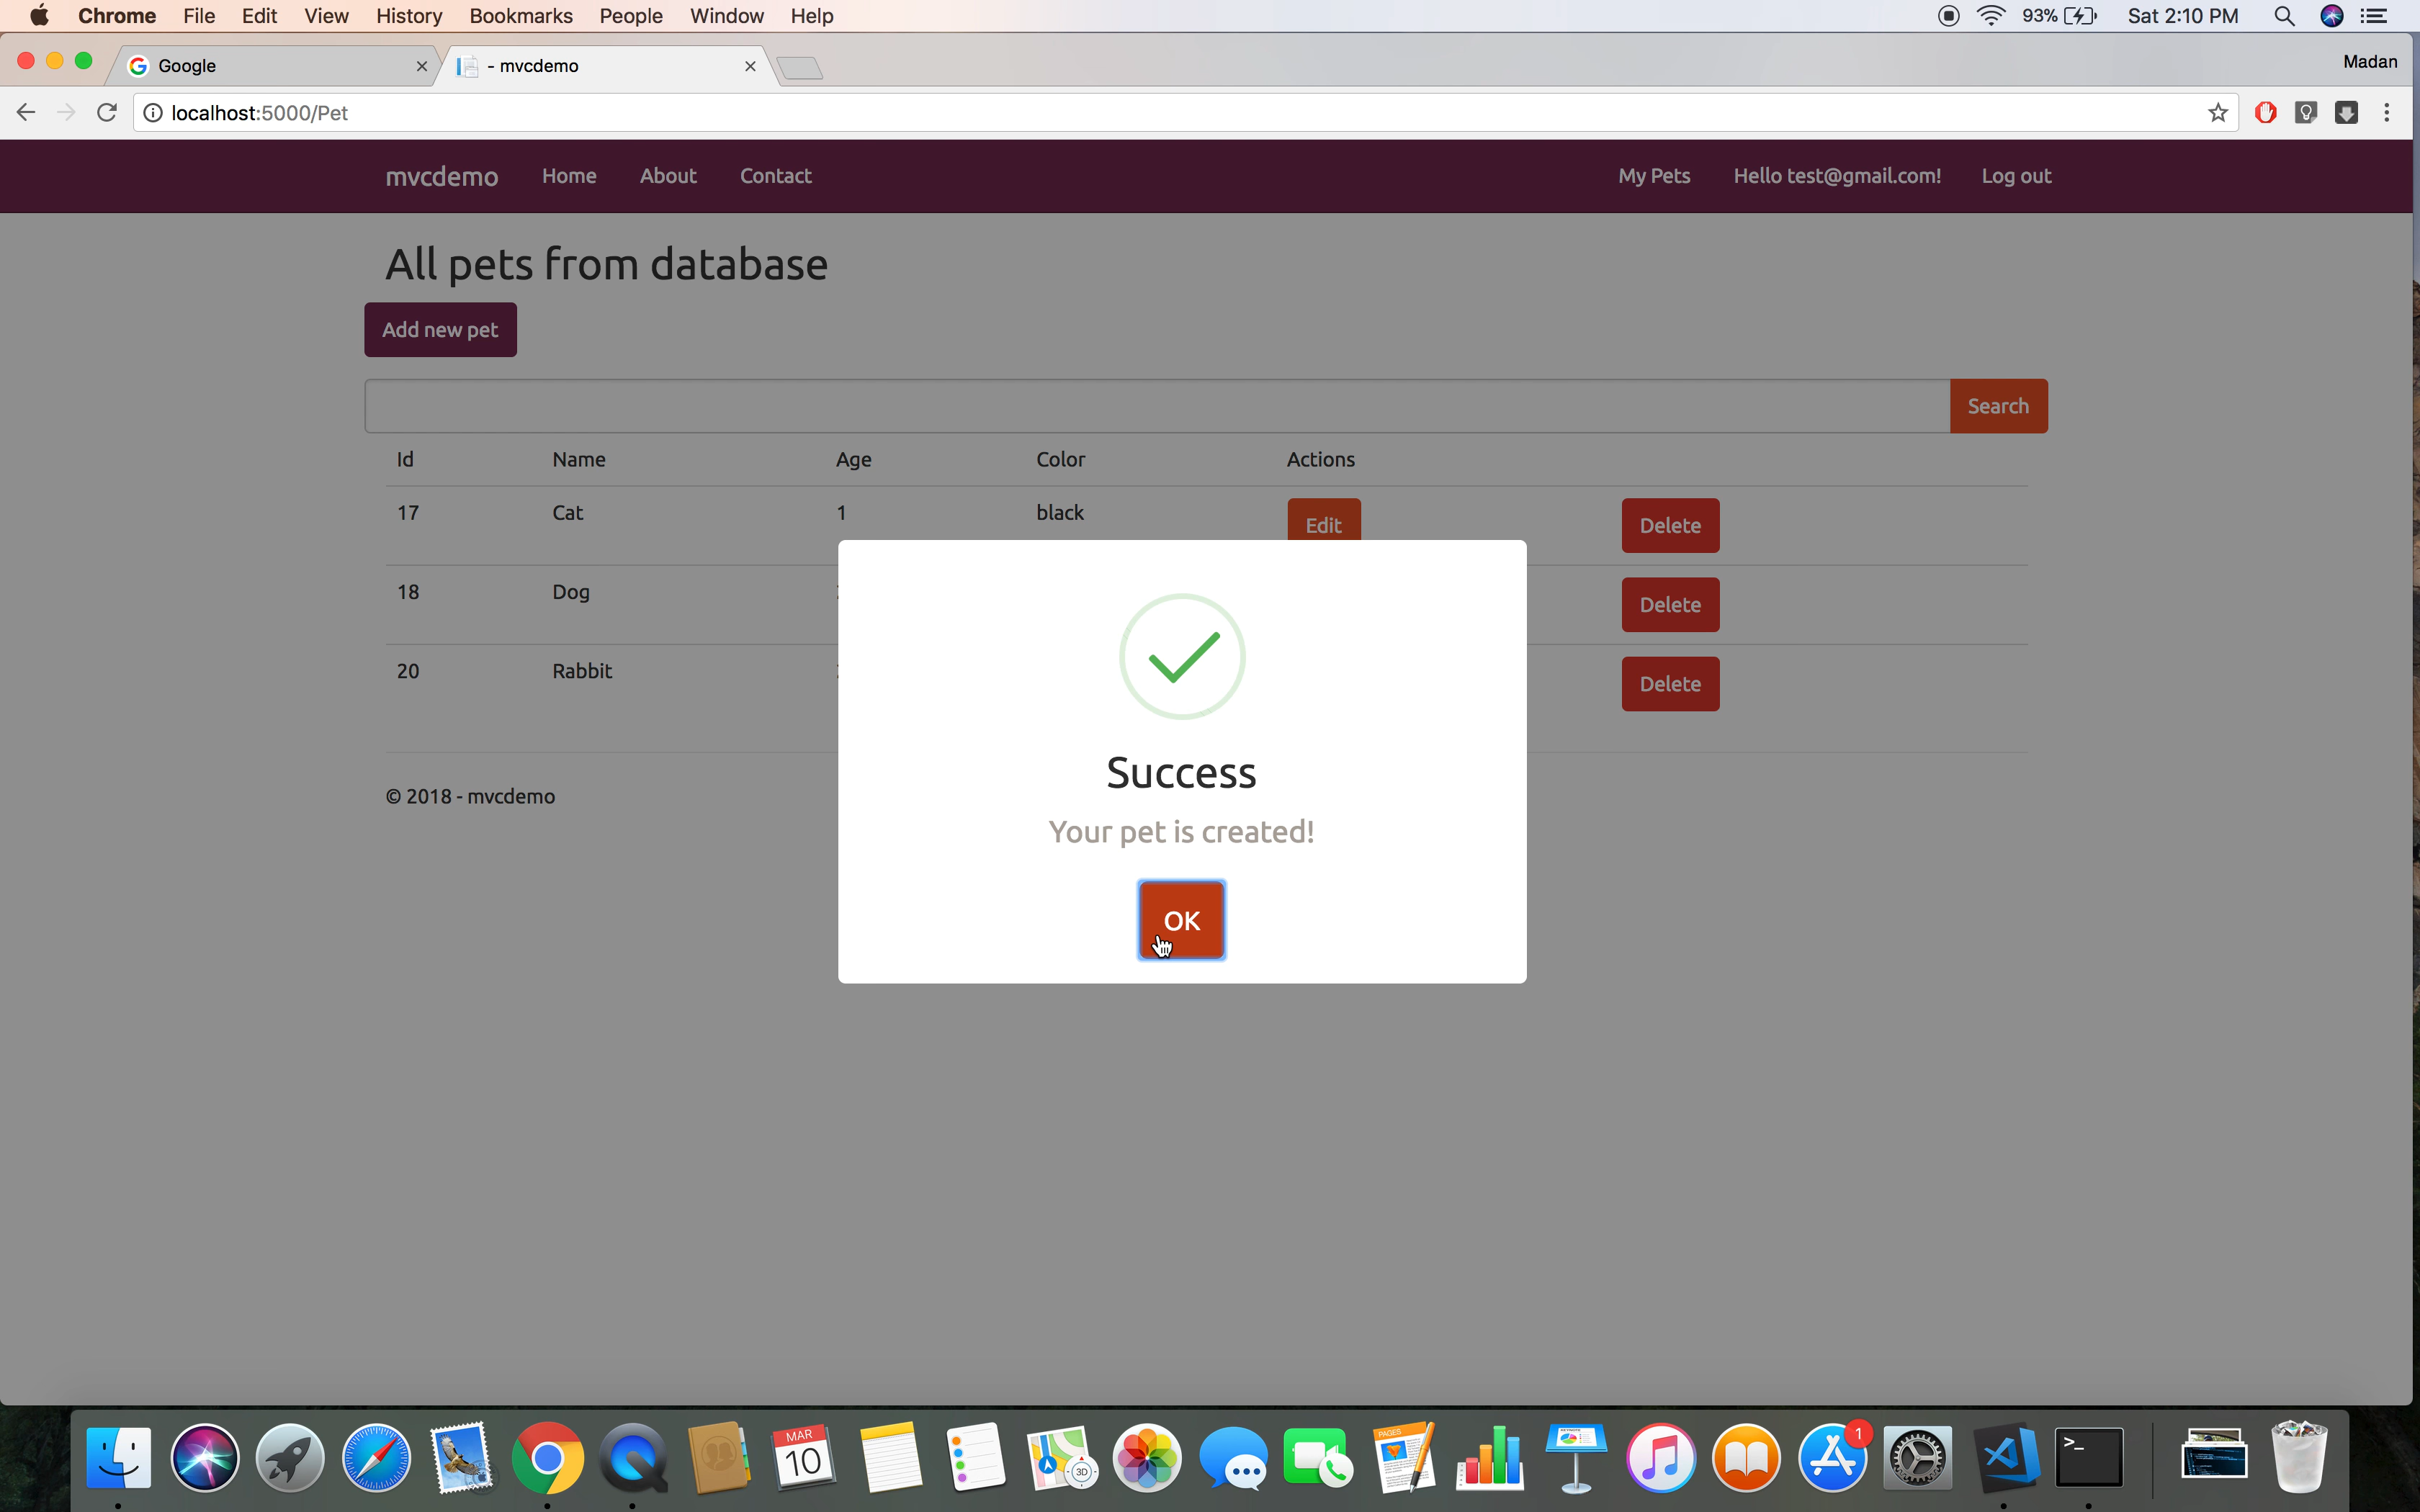 Chrome File Edit View History Bookmarks People Window Help 93% Sat 2:10 PM
Google - mvcdemo Madan
localhost:5000/Pet
mvcdemo Home About Contact My Pets Hello test@gmail.com! Log out
All pets from database
Add new pet
Search
Id Name Age Color Actions
17 Cat 1 black Edit Delete
18 Dog Delete
20 Rabbit Delete
Success
Your pet is created!
OK
© 2018 - mvcdemo
MAR
10
3D
PAGES
1
>_